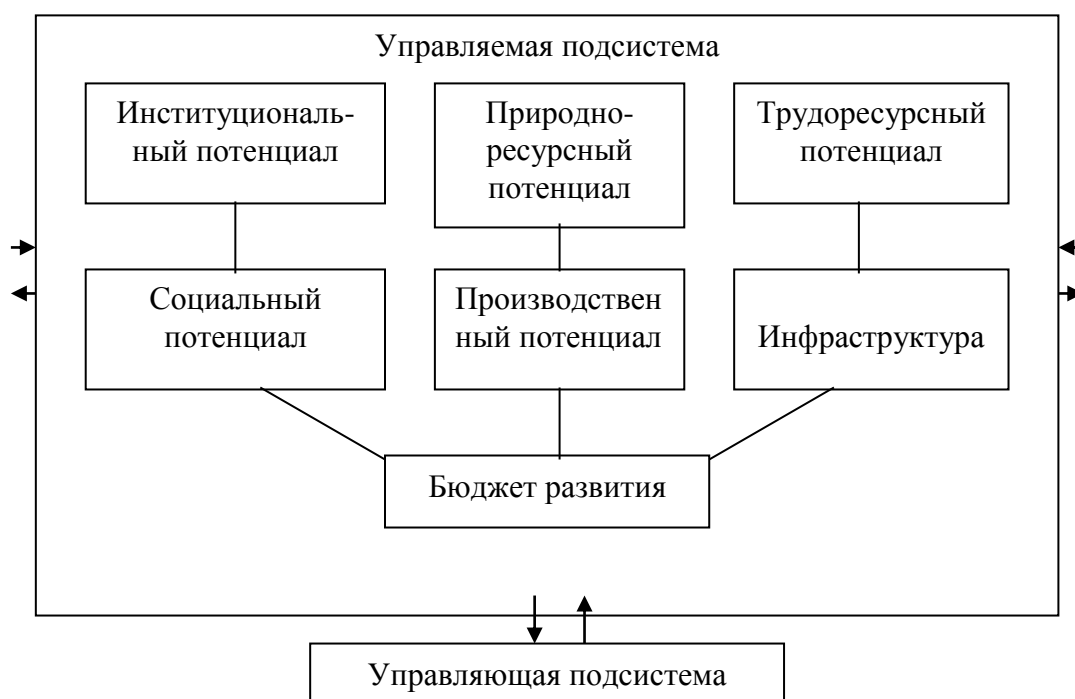 Управляемая подсистема
Институциональ-
ный потенциал
Природно-
ресурсный
потенциал
Трудоресурсный
потенциал
Социальный
потенциал
Производствен
ный потенциал
Инфраструктура
Бюджет развития
Управляющая подсистема